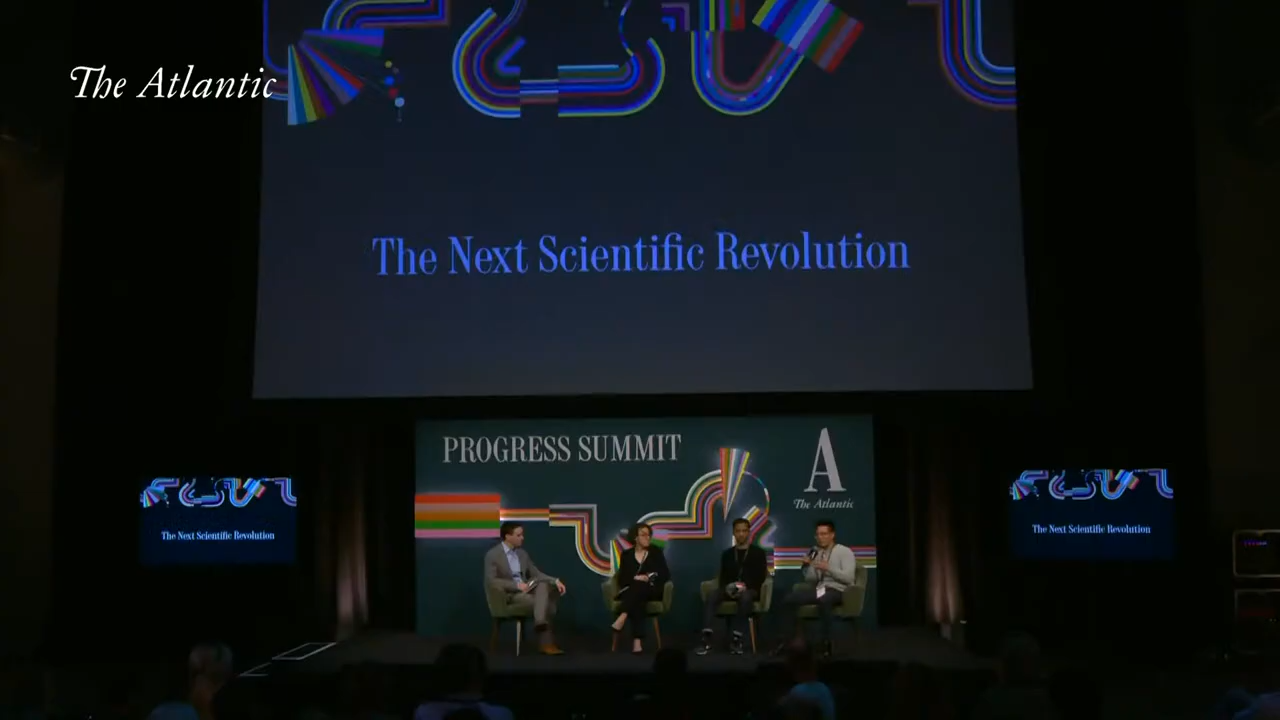 The Atlantic
The Next Scientific Revolution
PROGRESS SUMMIT
A
The Atlantic
The Next Scientific Revolution
The Next Scientific Revolution